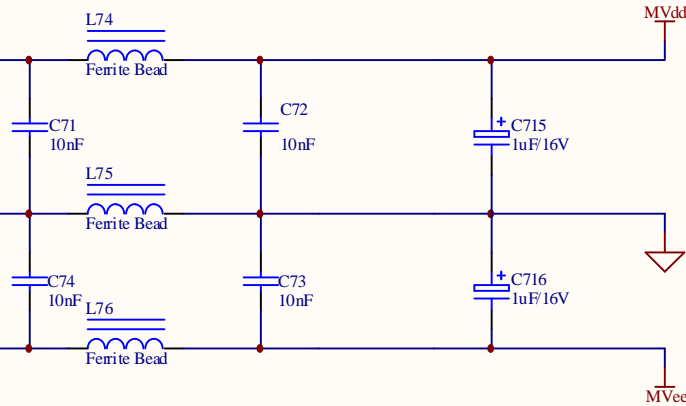 MVdd
L74
Ferrite Bead
C71
10nF
C72
10nF
+
C715
1uF/16V
L75
Ferrite Bead
C74
10nF
C73
10nF
+
C716
1uF/16V
L76
Ferrite Bead
MVee